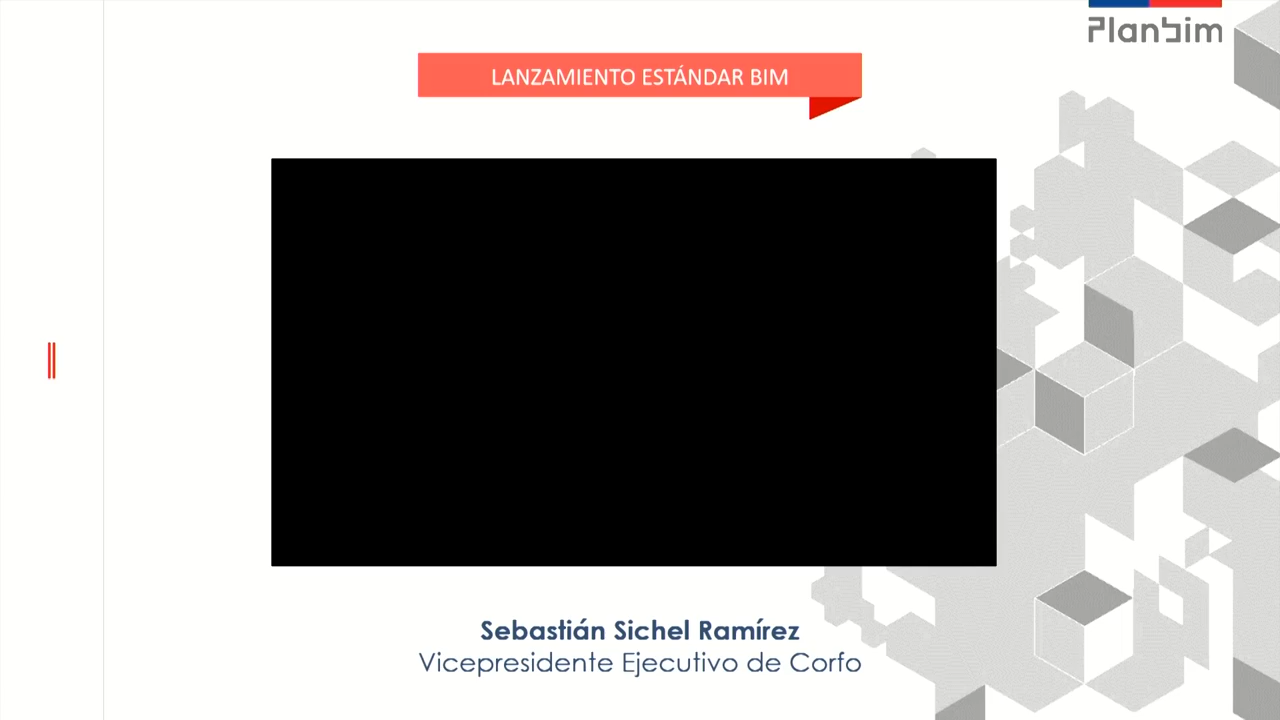 PlanBim
LANZAMIENTO ESTÁNDAR BIM
Sebastián Sichel Ramírez
Vicepresidente Ejecutivo de Corfo